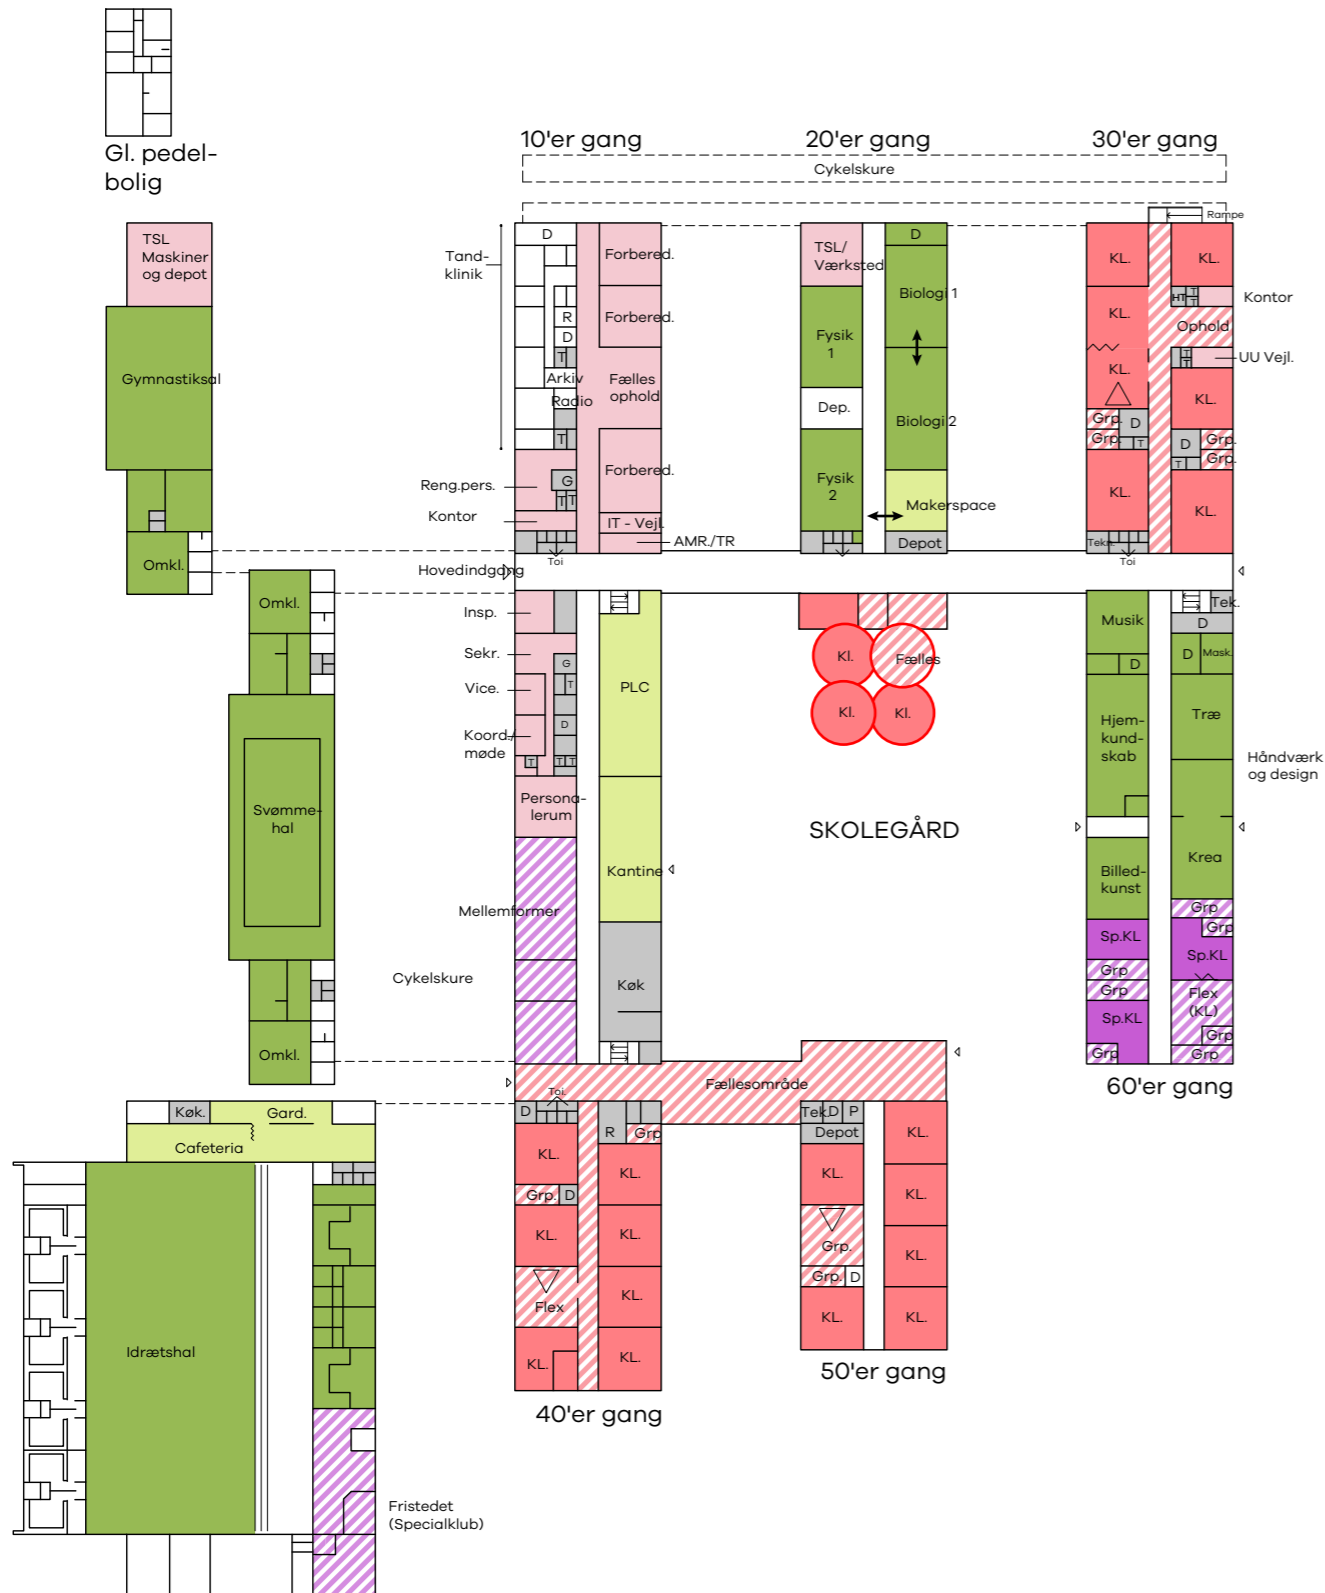 Gl. pedel-
bolig
10'er gang
20'er gang
30'er gang
Cykelskure
Rampe
TSL
Maskiner
og depot
Gymnastiksal
Omkl.
Tand-
klinik
D
R
D
T
Arkiv
Radio
T
Reng.pers.
G
T
T
Kontor
Forbered.
Forbered.
Fælles
ophold
Forbered.
IT - Vejl.
AMR./TR
Toi
TSL/
Værksted
Fysik
1
Dep.
Fysik
2
D
Biologi 1
Biologi 2
Makerspace
Depot
Toi
KL.
KL.
KL.
Grp.
D
Grp.
T
KL.
Tekn.
Toi
KL.
HT
T
T
Kontor
Ophold
T
T
UU Vejl.
KL.
D
Grp.
T
Grp.
KL.
Hovedindgang
Omkl.
Svømme-
hal
Omkl.
Insp.
Sekr.
G
Vice.
T
Koord./
møde
D
T
T
T
Persona-
lerum
Mellemformer
Cykelskure
PLC
Kantine
Køk
Kl.
Fælles
Kl.
Kl.
SKOLEGÅRD
Musik
D
Hjem-
kund-
skab
Billed-
kunst
Sp.KL
Grp
Grp
Sp.KL
Grp
Tek.
D
D
Mask.
Træ
Håndværk
og design
Krea
Grp
Grp
Sp.KL
Flex
(KL)
Grp
Grp
60'er gang
Fællesområde
Køk.
Gard.
Cafeteria
Idrætshal
Fristedet
(Specialklub)
Toi.
D
KL.
Grp.
D
KL.
Flex
KL.
R
Grp
KL.
KL.
KL.
KL.
40'er gang
Tek.
D
P
Depot
KL.
Grp.
Grp.
D
KL.
KL.
KL.
KL.
KL.
50'er gang